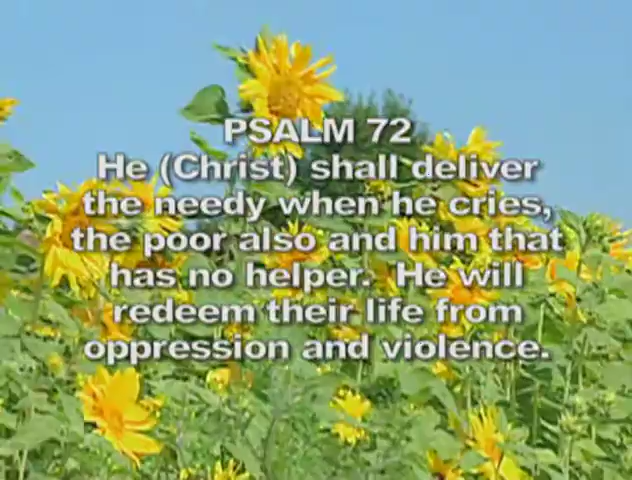 PSALM 72
He (Christ) shall deliver
the needy when he cries,
the poor also and him that
has no helper.  He will
redeem their life from
oppression and violence.